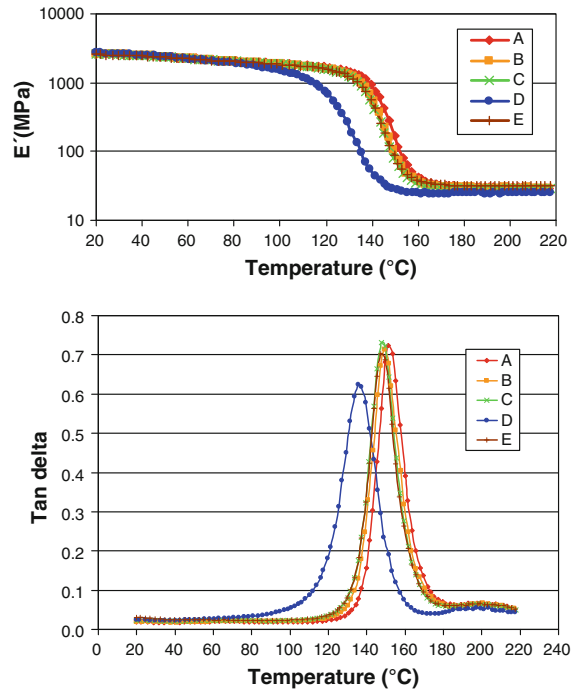 10000
1000
100
10
E´(MPa)
A
B
C
D
E
20 40 60 80 100 120 140 160 180 200 220
Temperature (°C)
0.8
0.7
0.6
0.5
0.4
0.3
0.2
0.1
0.0
Tan delta
A
B
C
D
E
0 20 40 60 80 100 120 140 160 180 200 220 240
Temperature (°C)